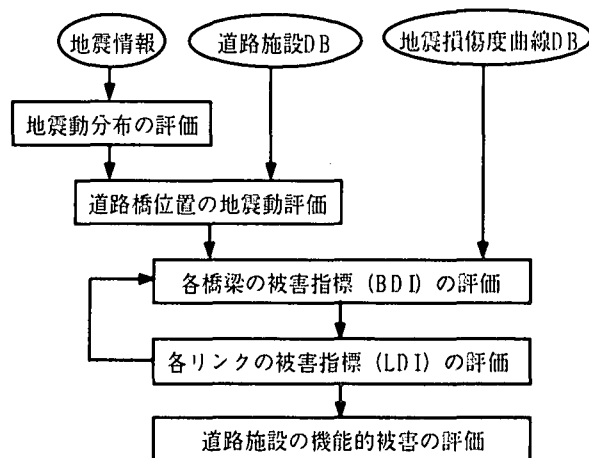 地震情報
道路施設DB
地震損傷度曲線DB
地震動分布の評価
道路橋位置の地震動評価
各橋梁の被害指標 (BDI) の評価
各リンクの被害指標 (LDI) の評価
道路施設の機能的被害の評価